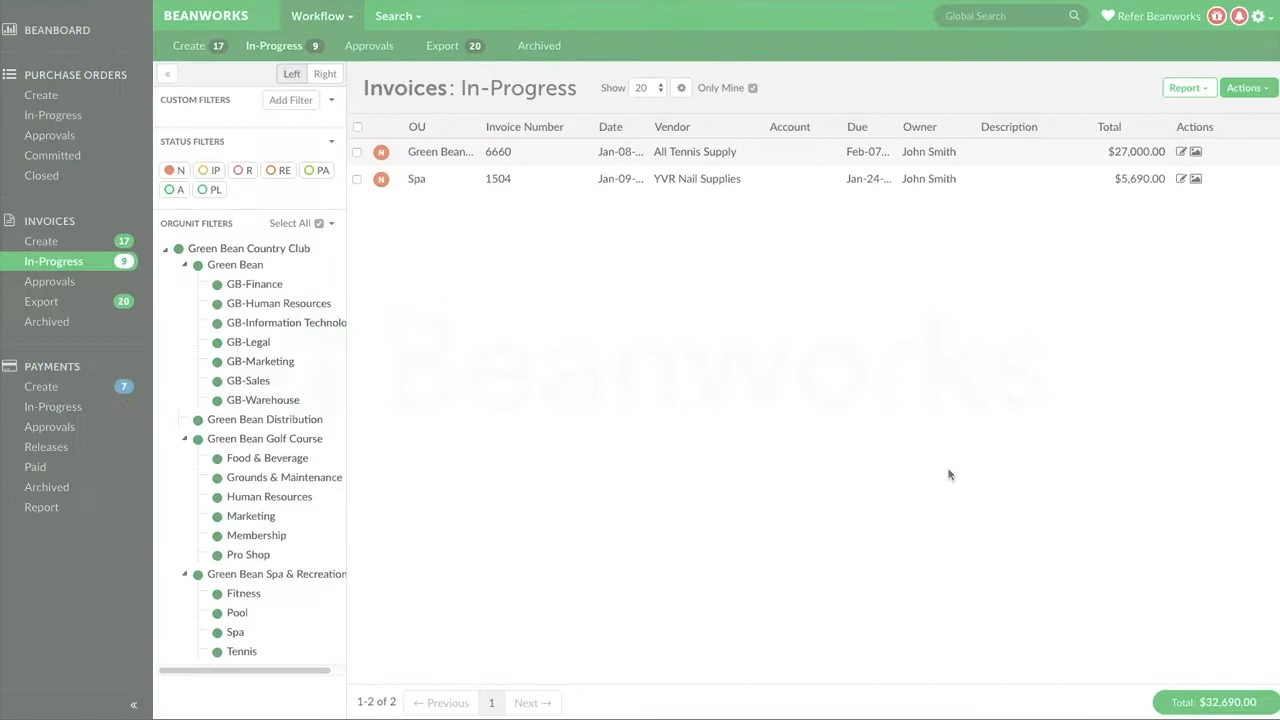 BEANBOARD
PURCHASE ORDERS
Create
In-Progress
Approvals
Committed
Closed
INVOICES
Create 17
In-Progress 9
Approvals
Export 20
Archived
PAYMENTS
Create 7
In-Progress
Approvals
Releases
Paid
Archived
Report
«
BEANWORKS Workflow Search Global Search Refer Beanworks
Create 17 In-Progress 9 Approvals Export 20 Archived
« Left Right
CUSTOM FILTERS Add Filter
STATUS FILTERS
N IP R RE PA
A PL
ORGUNIT FILTERS Select All
Green Bean Country Club
Green Bean
GB-Finance
GB-Human Resources
GB-Information Technolo
GB-Legal
GB-Marketing
GB-Sales
GB-Warehouse
Green Bean Distribution
Green Bean Golf Course
Food & Beverage
Grounds & Maintenance
Human Resources
Marketing
Membership
Pro Shop
Green Bean Spa & Recreation
Fitness
Pool
Spa
Tennis
Invoices: In-Progress Show 20 Only Mine Report Actions
OU Invoice Number Date Vendor Account Due Owner Description Total Actions
N Green Bean... 6660 Jan-08-... All Tennis Supply Feb-07... John Smith $27,000.00
N Spa 1504 Jan-09-... YVR Nail Supplies Jan-24-... John Smith $5,690.00
Beanworks
1-2 of 2 ← Previous 1 Next → Total: $32,690.00